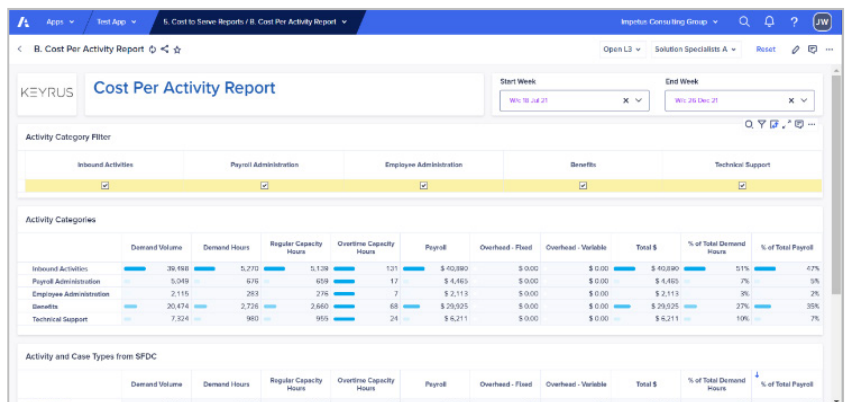 Apps Test App 5. Cost to Serve Reports / B. Cost Per Activity Report Impetus Consulting Group ? JW
B. Cost Per Activity Report Open L3 Solution Specialists A Reset
KEYRUS Cost Per Activity Report
Start Week End Week
W/c 18 Jul 21 W/c 26 Dec 21
Activity Category Filter
Inbound Activities Payroll Administration Employee Administration Benefits Technical Support
Activity Categories
Demand Volume Demand Hours Regular Capacity Hours Overtime Capacity Hours Payroll Overhead - Fixed Overhead - Variable Total $ % of Total Demand Hours % of Total Payroll
Inbound Activities 39,498 5,270 5,139 131 $ 40,890 $ 0.00 $ 0.00 $ 40,890 51% 47%
Payroll Administration 5,049 676 659 17 $ 4,465 $ 0.00 $ 0.00 $ 4,465 7% 5%
Employee Administration 2,115 283 276 7 $ 2,113 $ 0.00 $ 0.00 $ 2,113 3% 2%
Benefits 20,474 2,726 2,660 68 $ 29,925 $ 0.00 $ 0.00 $ 29,925 27% 35%
Technical Support 7,324 980 955 24 $ 6,211 $ 0.00 $ 0.00 $ 6,211 10% 7%
Activity and Case Types from SFDC
Demand Volume Demand Hours Regular Capacity Hours Overtime Capacity Hours Payroll Overhead - Fixed Overhead - Variable Total $ % of Total Demand Hours % of Total Payroll